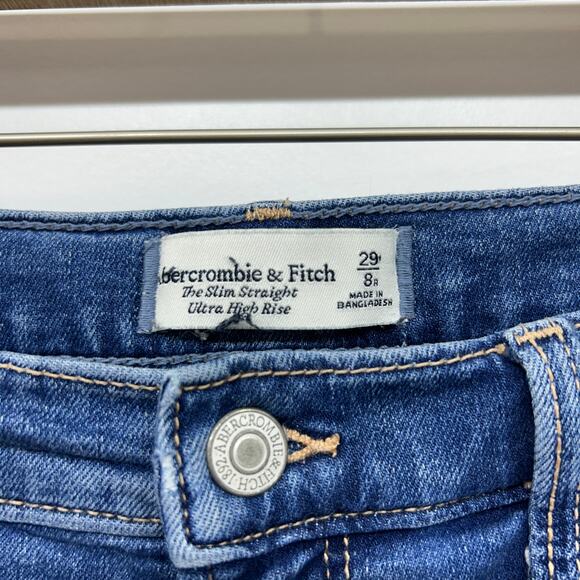 Abercrombie & Fitch
The Slim Straight
Ultra High Rise
29
8R
MADE IN
BANGLADESH
ABERCROMBIE & FITCH 1892